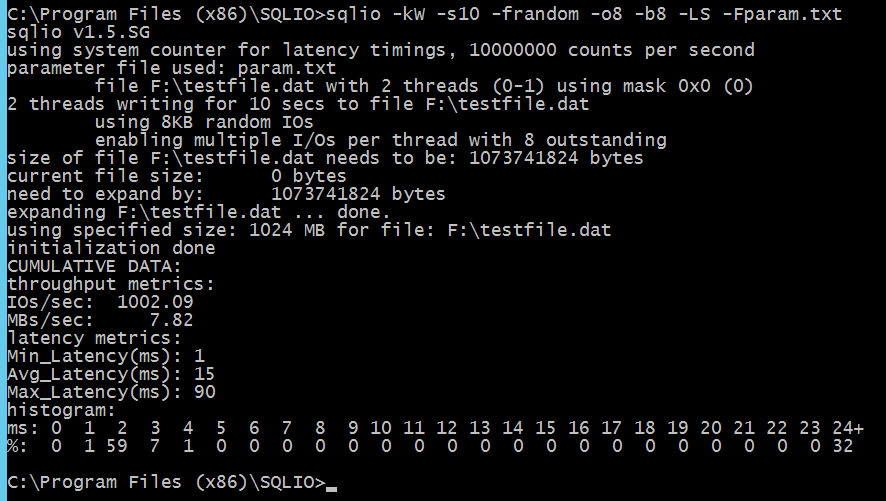 C:\Program Files (x86)\SQLIO>sqlio -kW -s10 -frandom -o8 -b8 -LS -Fparam.txt
sqlio v1.5.SG
using system counter for latency timings, 10000000 counts per second
parameter file used: param.txt
        file F:\testfile.dat with 2 threads (0-1) using mask 0x0 (0)
2 threads writing for 10 secs to file F:\testfile.dat
        using 8KB random IOs
        enabling multiple I/Os per thread with 8 outstanding
size of file F:\testfile.dat needs to be: 1073741824 bytes
current file size:      0 bytes
need to expand by:      1073741824 bytes
expanding F:\testfile.dat ... done.
using specified size: 1024 MB for file: F:\testfile.dat
initialization done
CUMULATIVE DATA:
throughput metrics:
IOs/sec:  1002.09
MBs/sec:     7.82
latency metrics:
Min_Latency(ms): 1
Avg_Latency(ms): 15
Max_Latency(ms): 90
histogram:
ms: 0  1  2  3  4  5  6  7  8  9 10 11 12 13 14 15 16 17 18 19 20 21 22 23 24+
%:  0  1 59  7  1  0  0  0  0  0  0  0  0  0  0  0  0  0  0  0  0  0  0  0 32
C:\Program Files (x86)\SQLIO>_